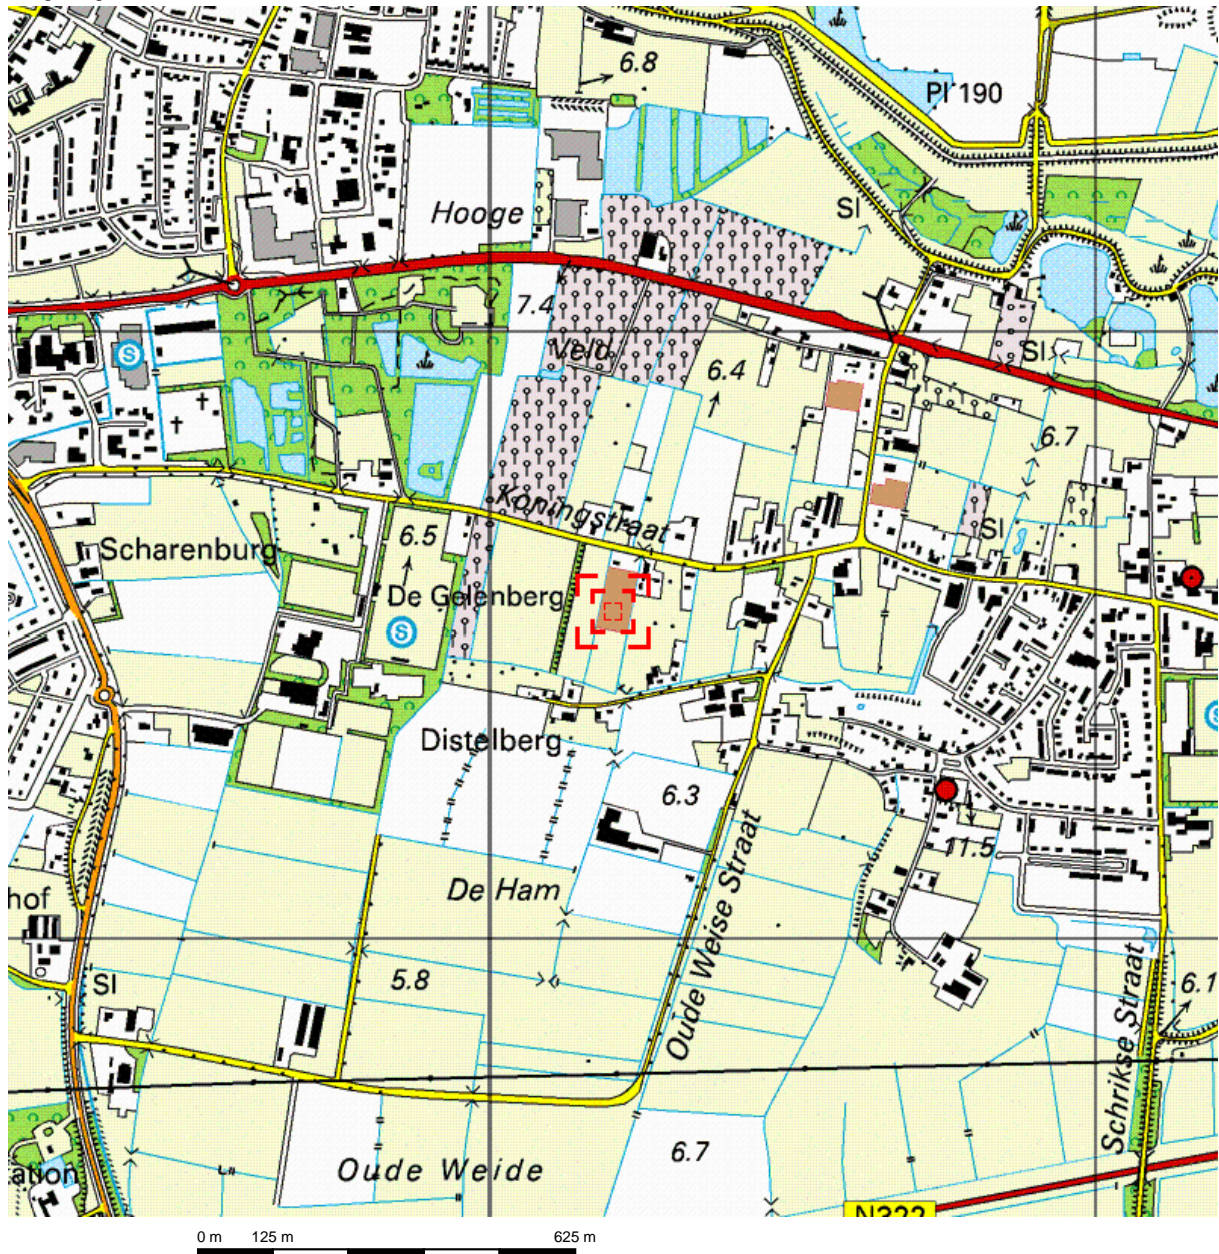 6.8
Pl 190
Hooge
Sl
7.4
Veld
S
6.4
Sl
6.7
Koningstraat
Sl
Scharenburg
6.5
De Gelenberg
S
S
Distelberg
6.3
11.5
De Ham
Oude Weise Straat
hof
5.8
Sl
Schrikse Straat
6.1
6.7
Oude Weide
ation
N322
0 m 125 m 625 m